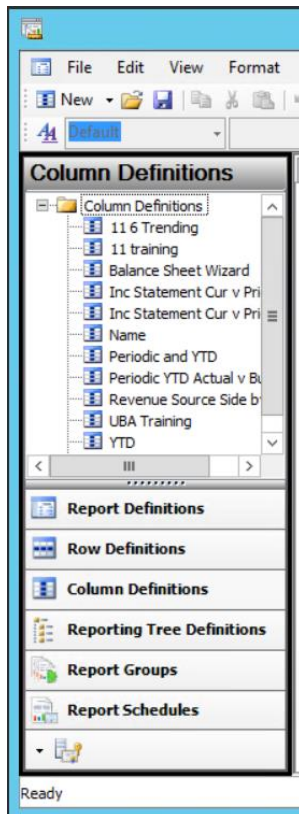 File Edit View Format
New
Default
Column Definitions
Column Definitions
11 6 Trending
11 training
Balance Sheet Wizard
Inc Statement Cur v Pri
Inc Statement Cur v Pri
Name
Periodic and YTD
Periodic YTD Actual v Bu
Revenue Source Side by
UBA Training
YTD
Report Definitions
Row Definitions
Column Definitions
Reporting Tree Definitions
Report Groups
Report Schedules
Ready